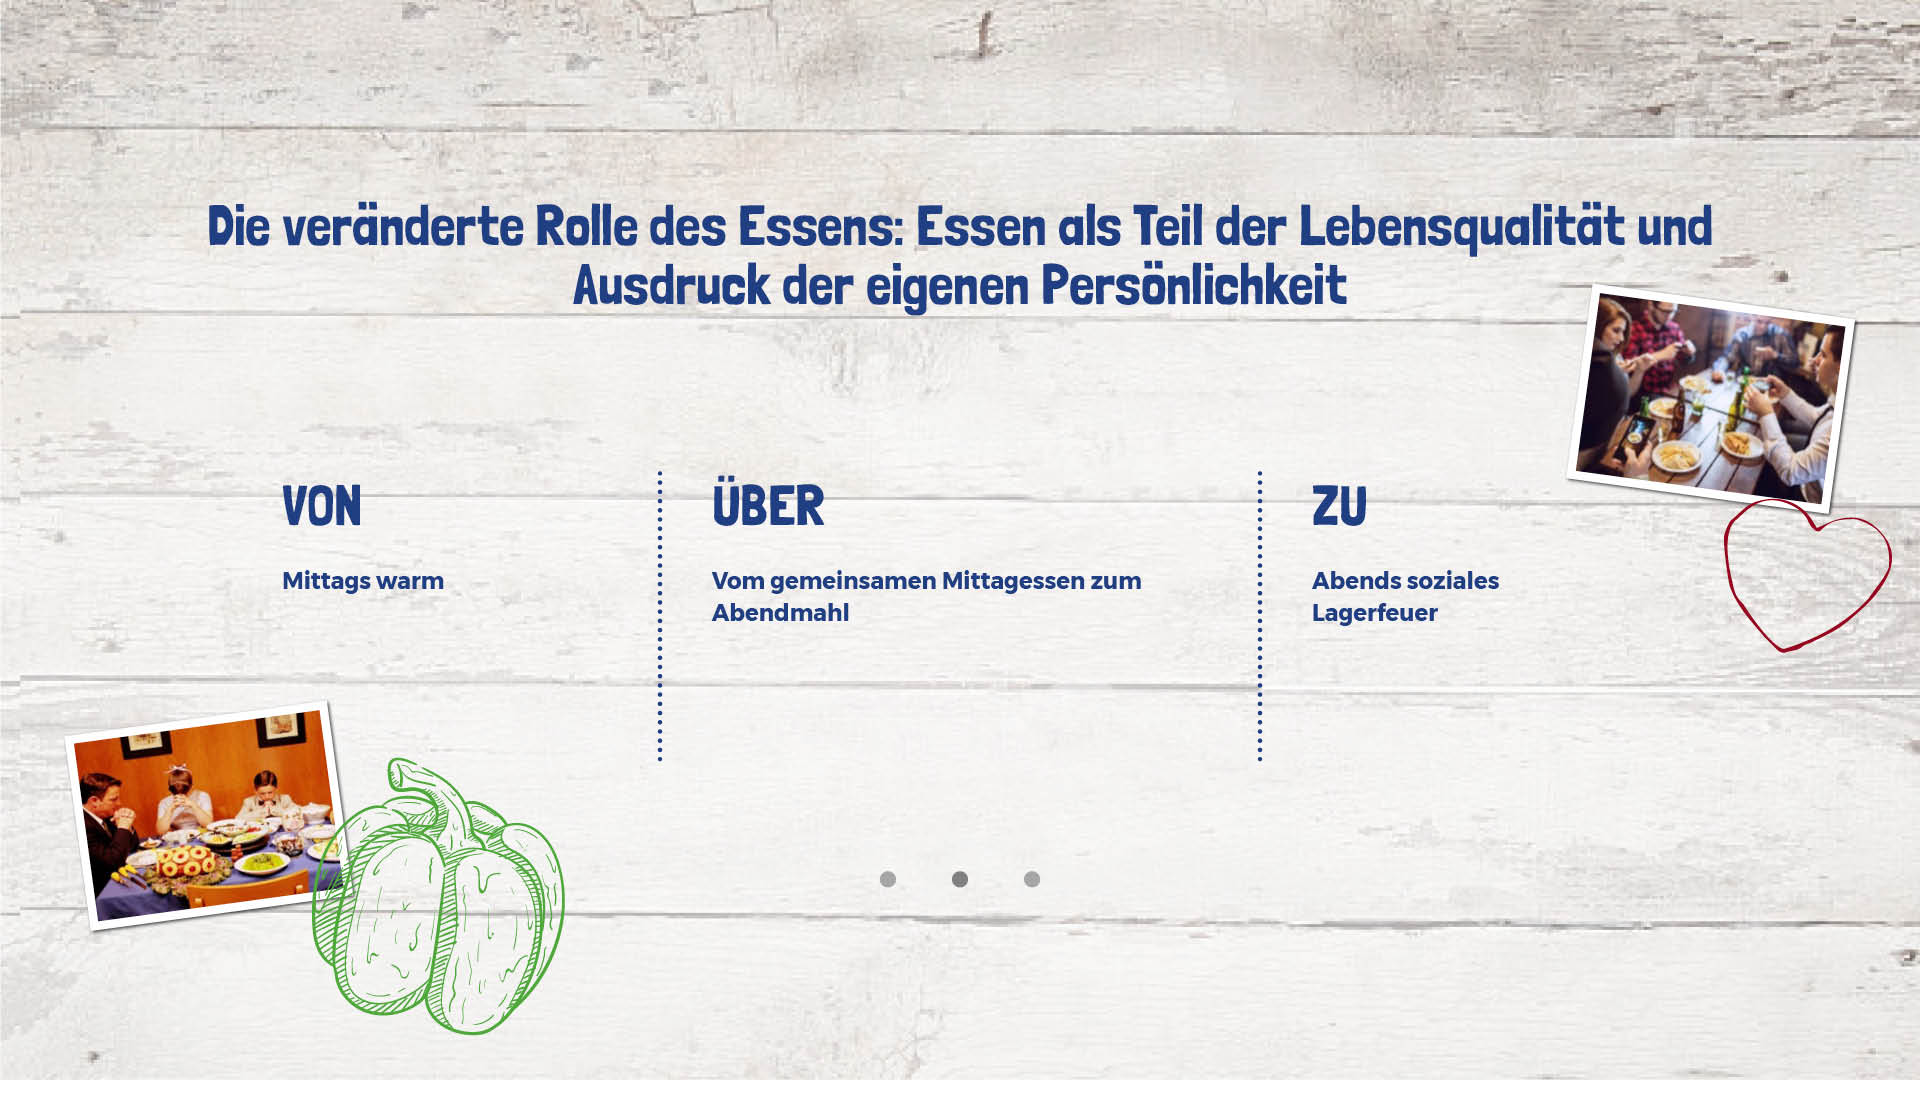 Die veränderte Rolle des Essens: Essen als Teil der Lebensqualität und
Ausdruck der eigenen Persönlichkeit
VON
Mittags warm
ÜBER
Vom gemeinsamen Mittagessen zum
Abendmahl
ZU
Abends soziales
Lagerfeuer